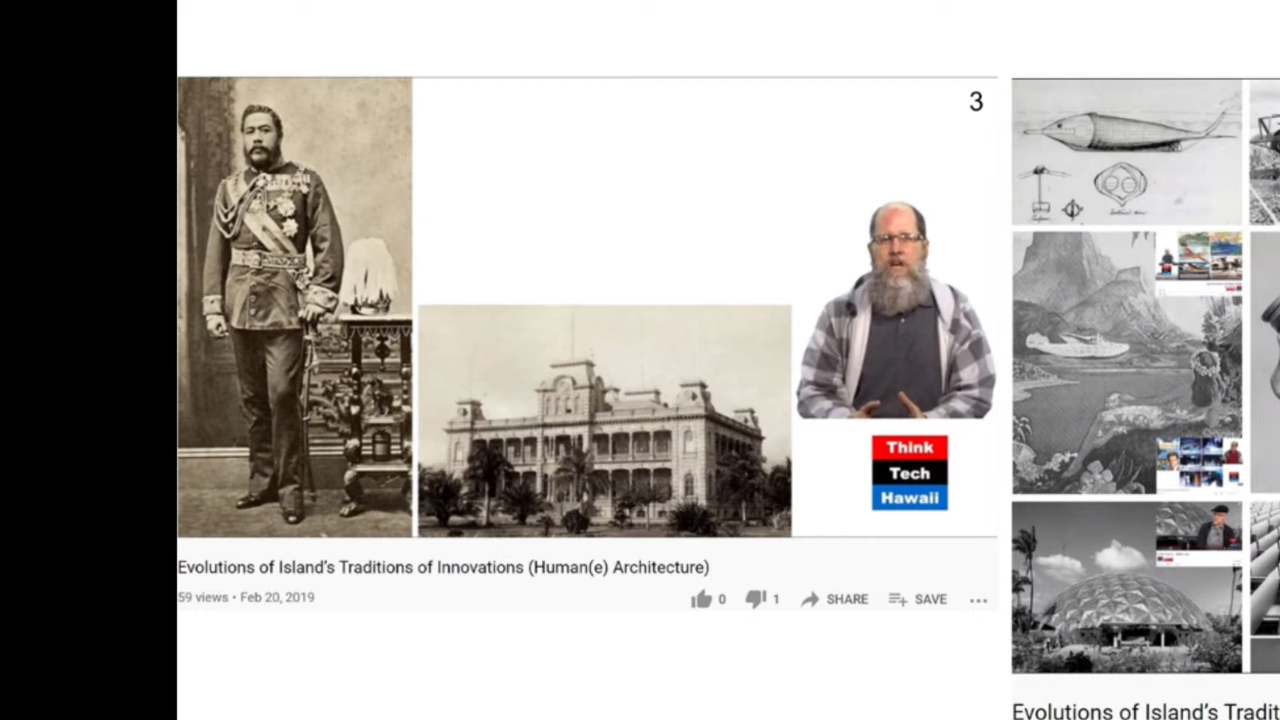 3
Think
Tech
Hawaii
Evolutions of Island's Traditions of Innovations (Human(e) Architecture)
59 views • Feb 20, 2019
0 1 SHARE SAVE
Evolutions of Island's Tradit